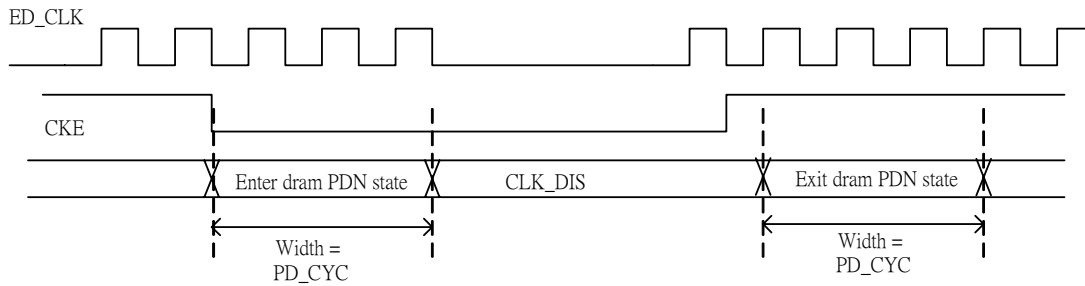 ED_CLK
CKE
Enter dram PDN state
CLK_DIS
Exit dram PDN state
Width =
PD_CYC
Width =
PD_CYC